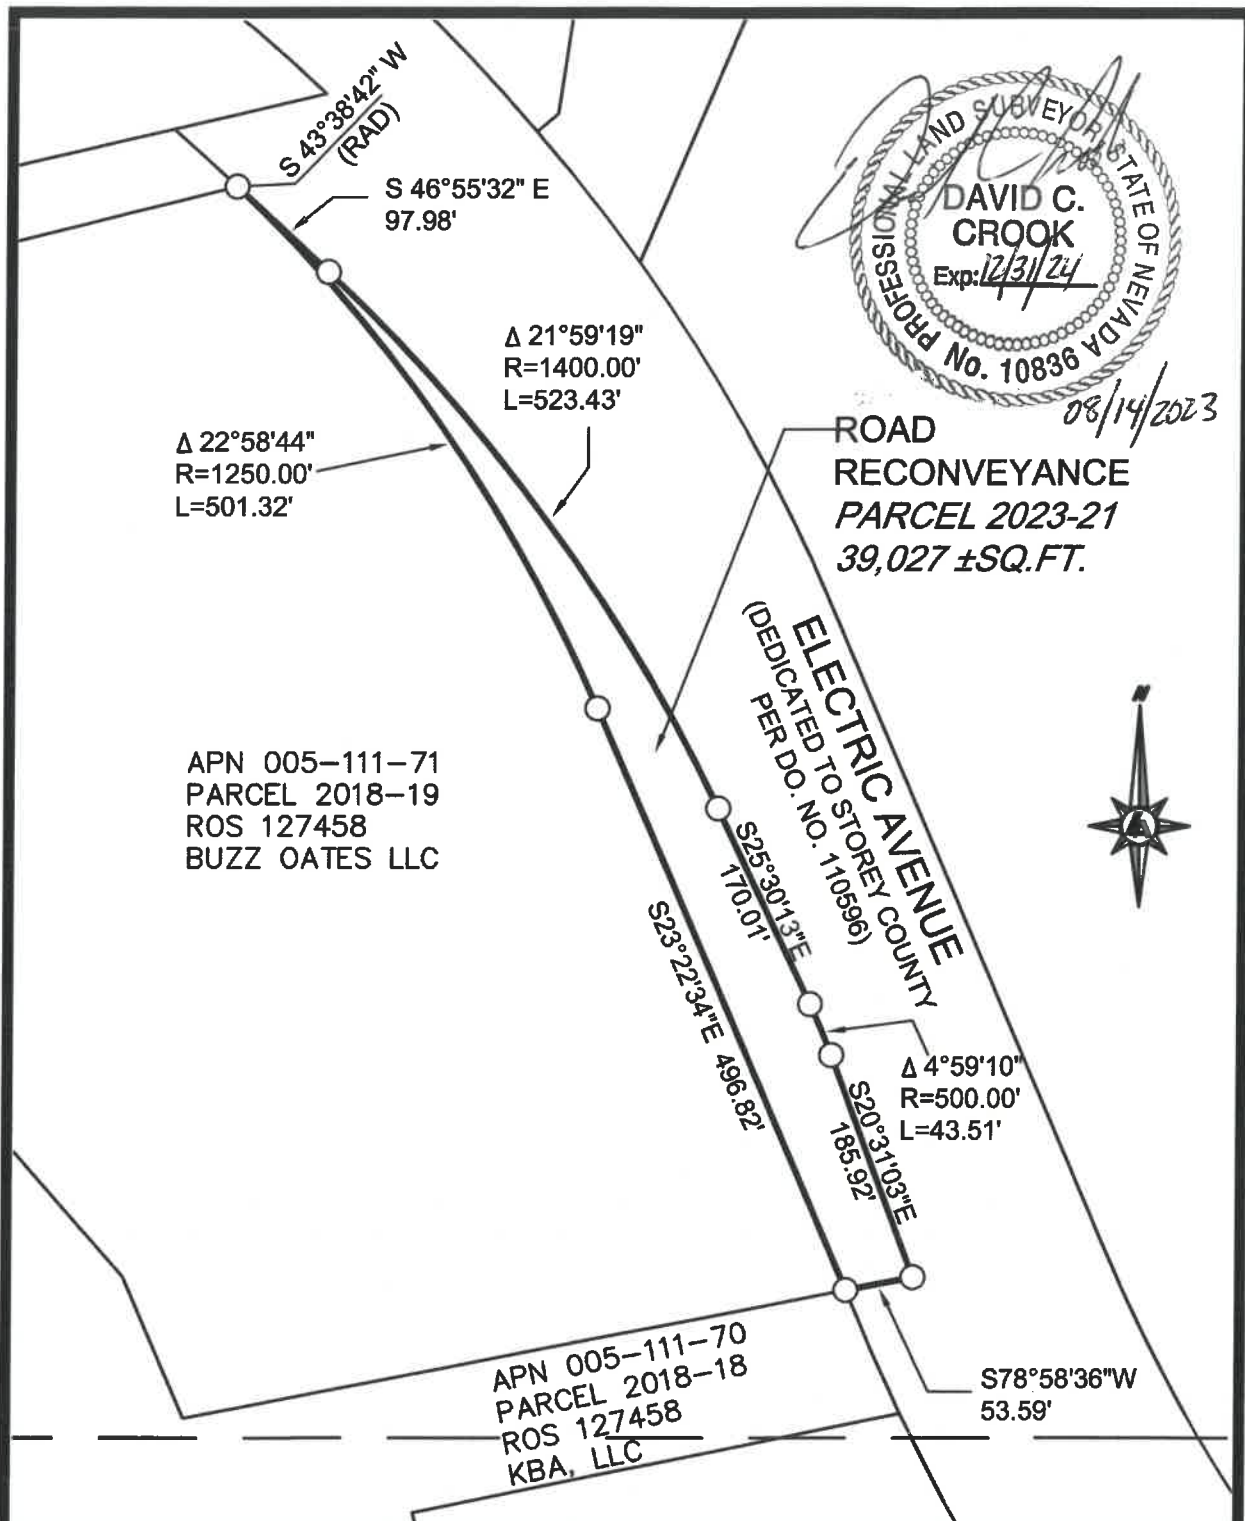 S 43°38'42" W
(RAD)
S 46°55'32" E
97.98'
PROFESSIONAL LAND SURVEYOR STATE OF NEVADA
DAVID C.
CROOK
Exp: 12/31/24
No. 10836
08/14/2023
Δ 21°59'19"
R=1400.00'
L=523.43'
Δ 22°58'44"
R=1250.00'
L=501.32'
ROAD
RECONVEYANCE
PARCEL 2023-21
39,027 ±SQ.FT.
ELECTRIC AVENUE
(DEDICATED TO STOREY COUNTY
PER DO. NO. 110596)
N
APN 005-111-71
PARCEL 2018-19
ROS 127458
BUZZ OATES LLC
S25°30'13"E
170.01'
S23°22'34"E 496.82'
Δ 4°59'10"
R=500.00'
L=43.51'
S20°31'03"E
185.92'
APN 005-111-70
PARCEL 2018-18
ROS 127458
KBA, LLC
S78°58'36"W
53.59'